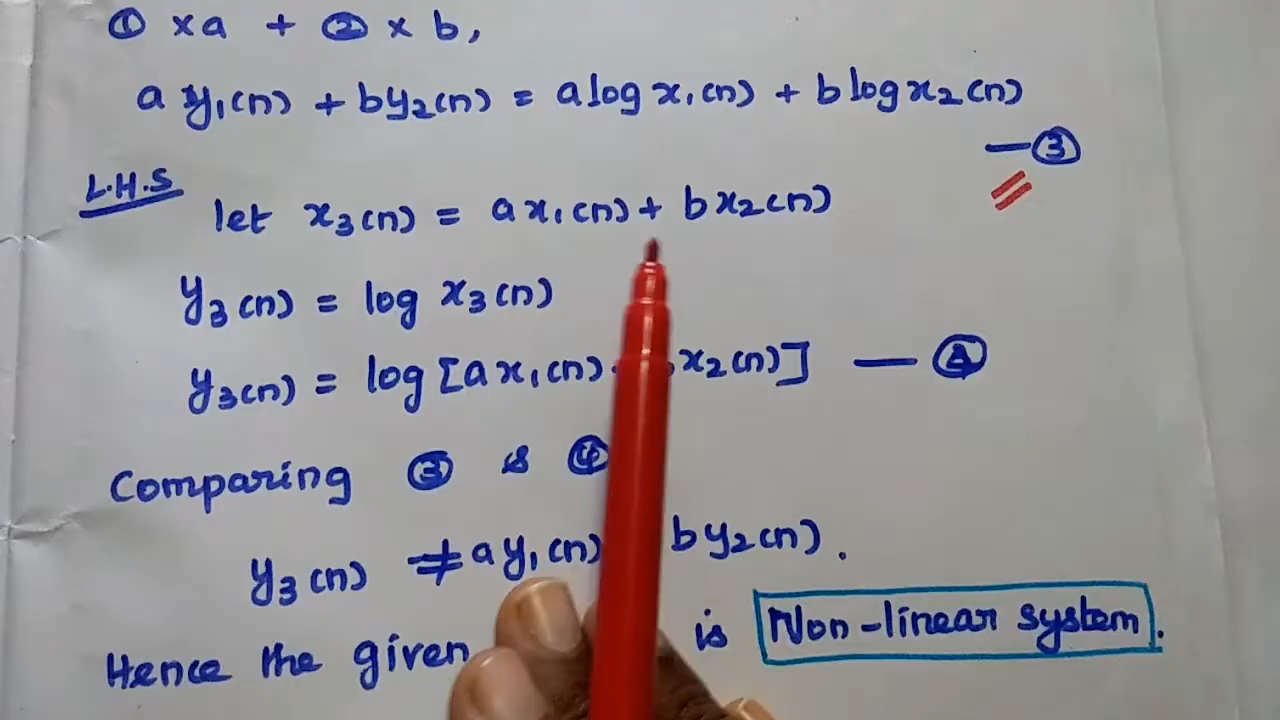 ① × a + ② × b,
a y₁(n) + b y₂(n) = a log x₁(n) + b log x₂(n)
— ③
L.H.S
let x₃(n) = a x₁(n) + b x₂(n)
y₃(n) = log x₃(n)
y₃(n) = log [a x₁(n) x₂(n)] — ④
Comparing ③ & ④
y₃(n) ≠ a y₁(n) b y₂(n).
Hence the given is Non-linear system.